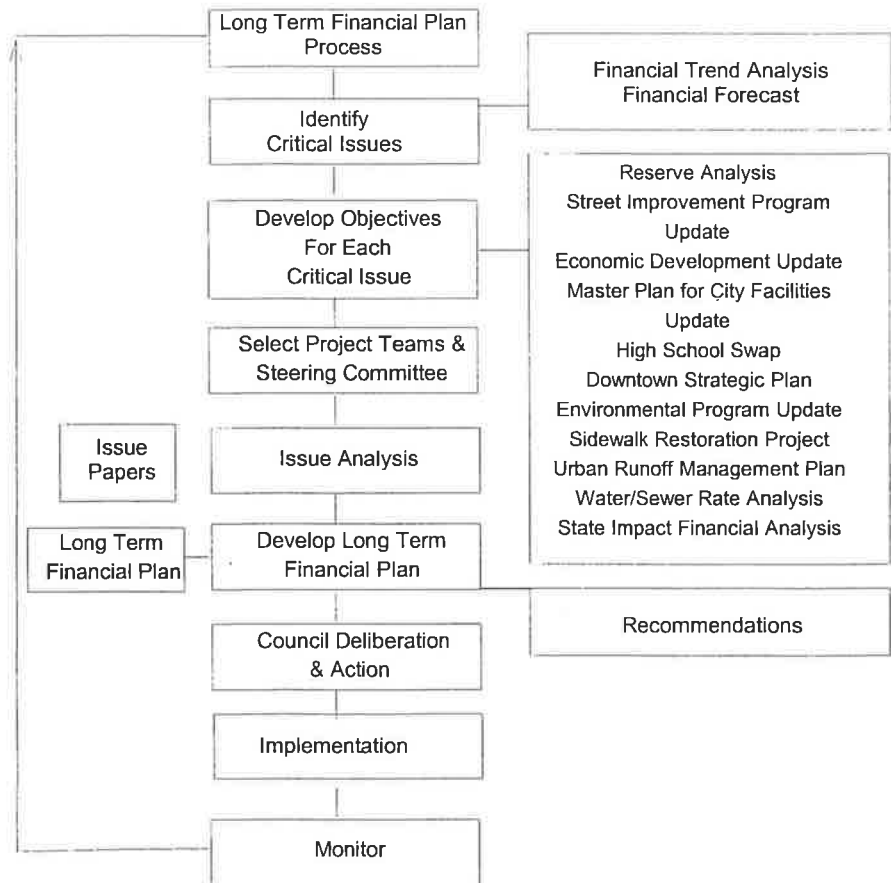 Long Term Financial Plan
Process
Financial Trend Analysis
Financial Forecast
Identify
Critical Issues
Reserve Analysis
Street Improvement Program
Update
Economic Development Update
Master Plan for City Facilities
Update
High School Swap
Downtown Strategic Plan
Environmental Program Update
Sidewalk Restoration Project
Urban Runoff Management Plan
Water/Sewer Rate Analysis
State Impact Financial Analysis
Develop Objectives
For Each
Critical Issue
Select Project Teams &
Steering Committee
Issue
Papers
Issue Analysis
Long Term
Financial Plan
Develop Long Term
Financial Plan
Recommendations
Council Deliberation
& Action
Implementation
Monitor